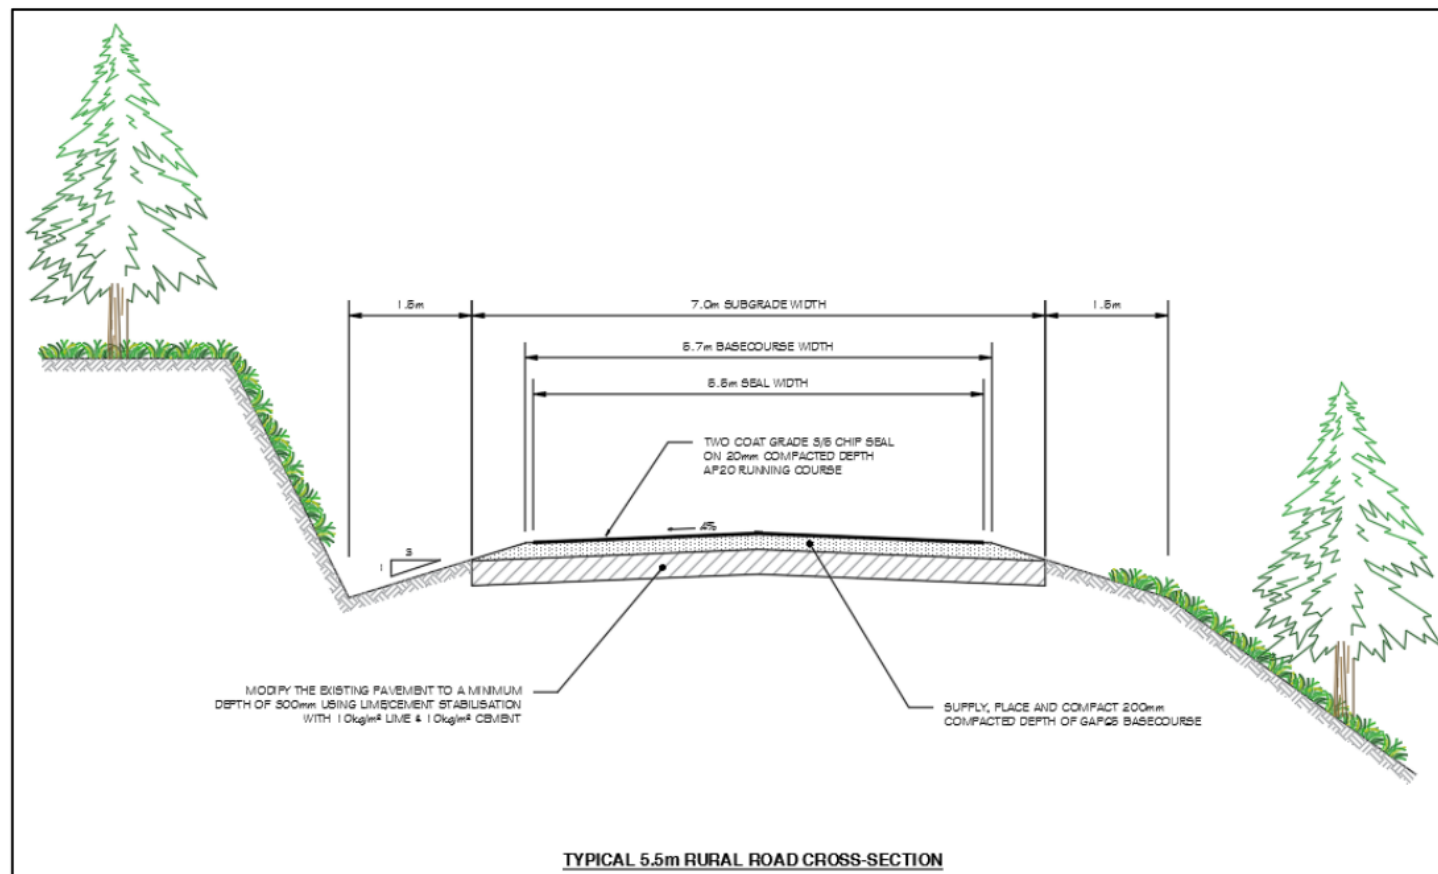 1.5m
7.0m SUBGRADE WIDTH
1.5m
5.7m BASECOURSE WIDTH
5.5m SEAL WIDTH
TWO COAT GRADE 3/5 CHIP SEAL
ON 20mm COMPACTED DEPTH
AP20 RUNNING COURSE
4%
3
1
MODIFY THE EXISTING PAVEMENT TO A MINIMUM
DEPTH OF 300mm USING LIME/CEMENT STABILISATION
WITH 10kg/m² LIME & 10kg/m² CEMENT
SUPPLY, PLACE AND COMPACT 200mm
COMPACTED DEPTH OF GAP65 BASECOURSE
TYPICAL 5.5m RURAL ROAD CROSS-SECTION